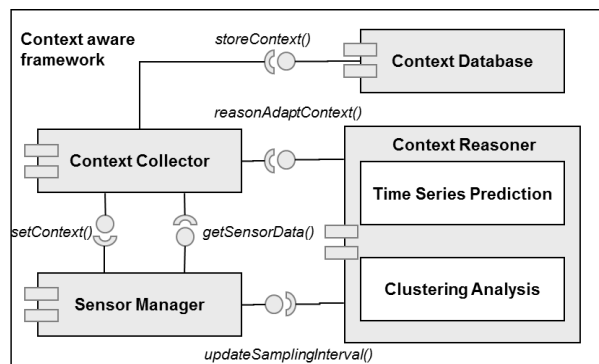 Context aware
framework
storeContext()
Context Database
reasonAdaptContext()
Context Collector
Context Reasoner
Time Series Prediction
setContext()
getSensorData()
Sensor Manager
Clustering Analysis
updateSamplingInterval()